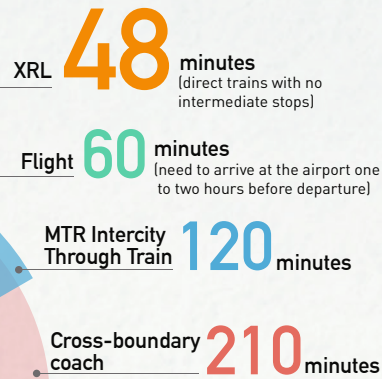 XRL 48 minutes
(direct trains with no
intermediate stops)
Flight 60 minutes
(need to arrive at the airport one
to two hours before departure)
MTR Intercity
Through Train 120 minutes
Cross-boundary
coach 210 minutes